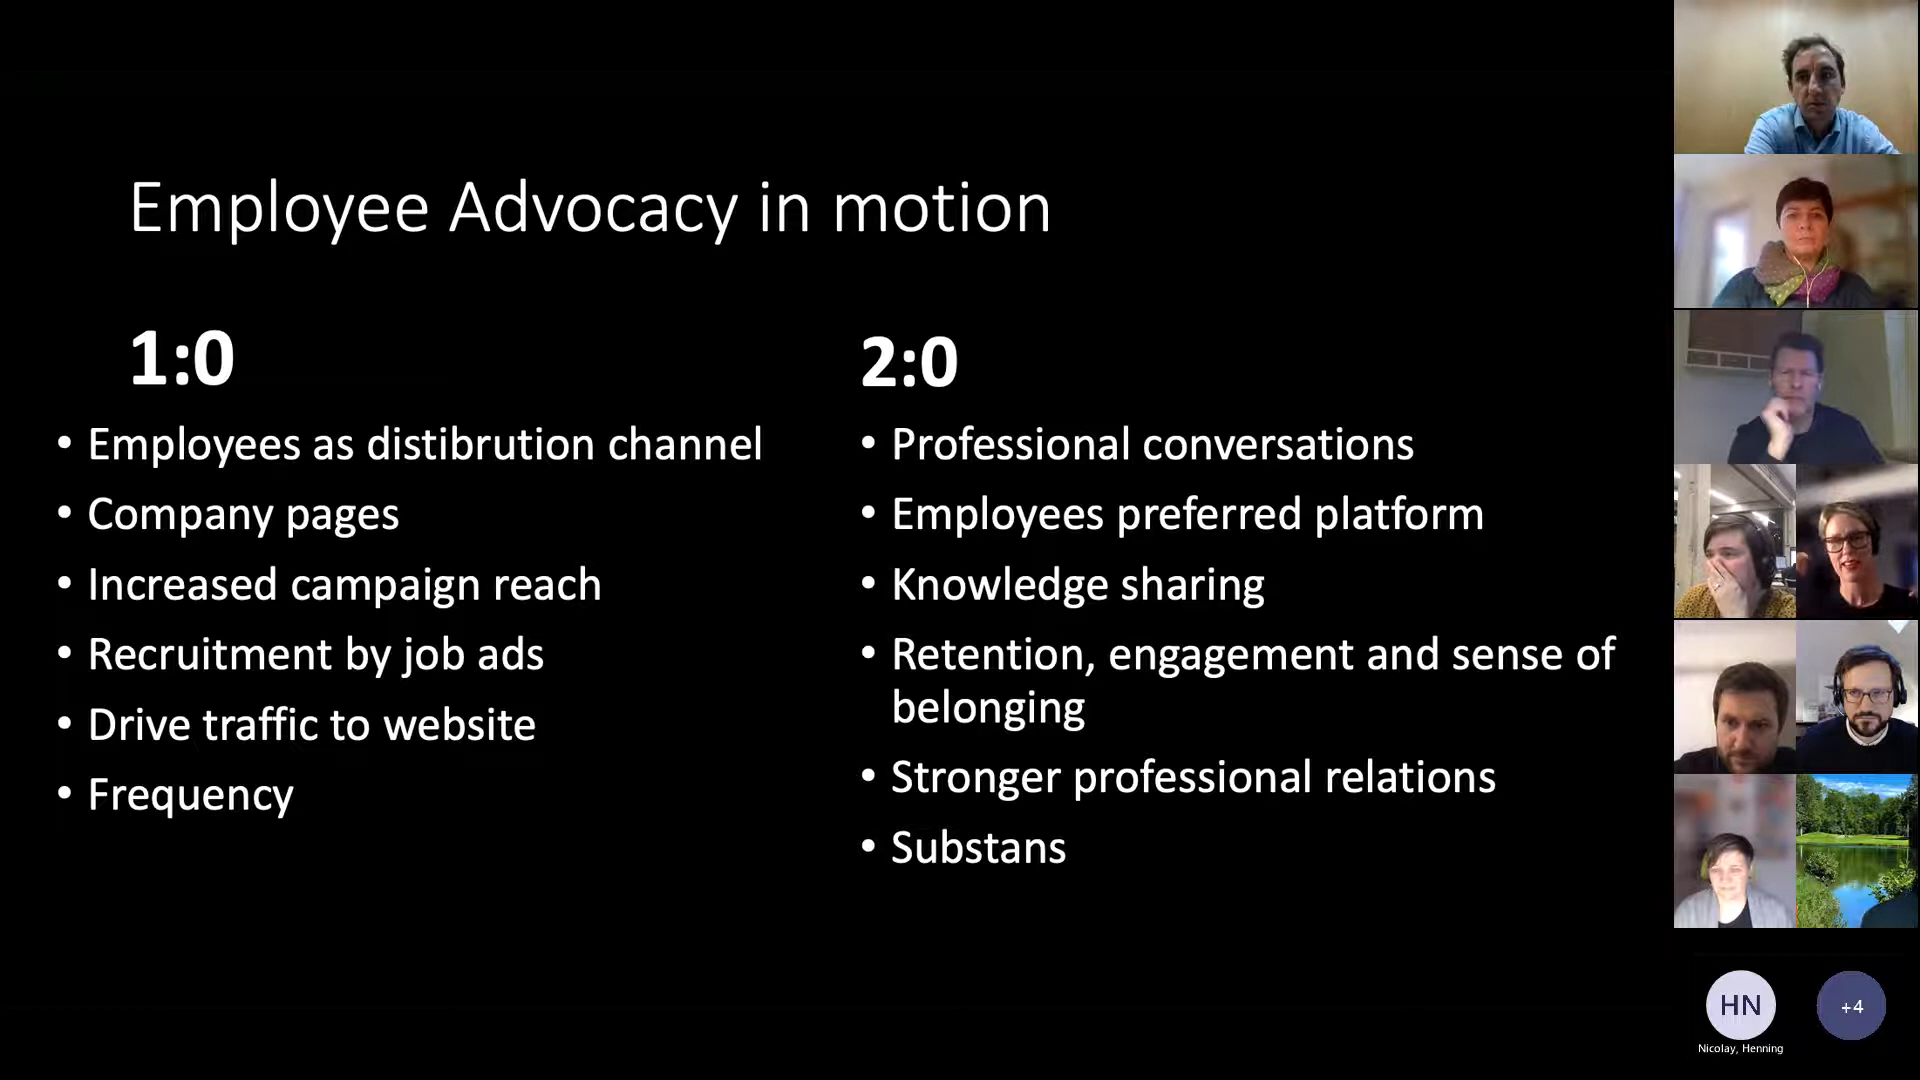 Employee Advocacy in motion
1:0
• Employees as distibrution channel
• Company pages
• Increased campaign reach
• Recruitment by job ads
• Drive traffic to website
• Frequency
2:0
• Professional conversations
• Employees preferred platform
• Knowledge sharing
• Retention, engagement and sense of
belonging
• Stronger professional relations
• Substans
HN
+4
Nicolay, Henning